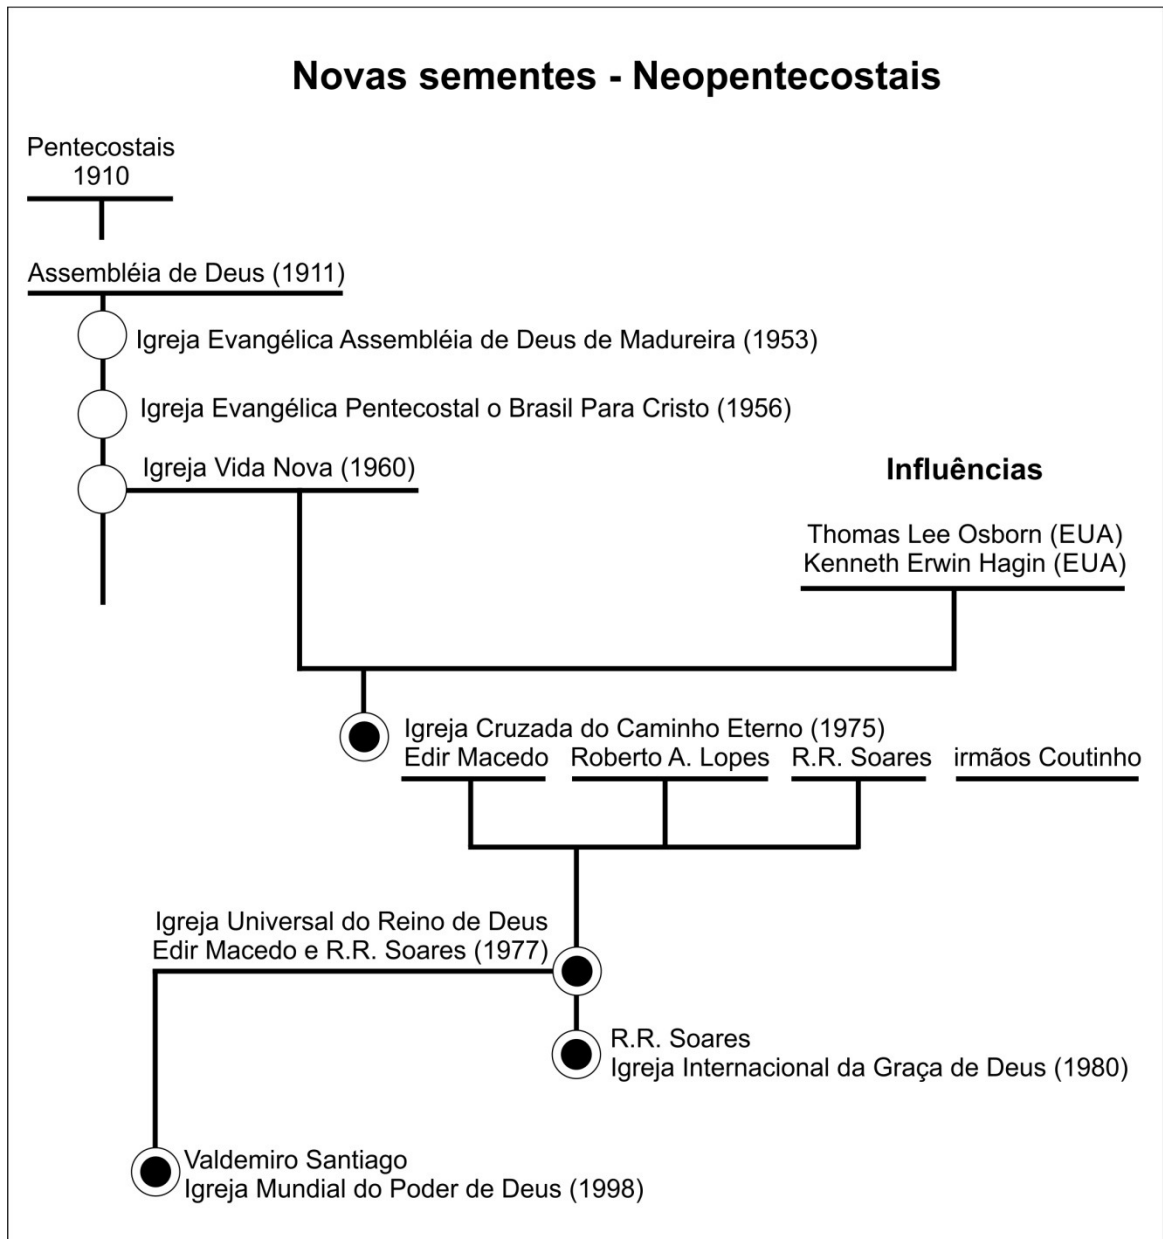 Novas sementes - Neopentecostais
Pentecostais
1910
Assembléia de Deus (1911)
Igreja Evangélica Assembléia de Deus de Madureira (1953)
Igreja Evangélica Pentecostal o Brasil Para Cristo (1956)
Igreja Vida Nova (1960)
Influências
Thomas Lee Osborn (EUA)
Kenneth Erwin Hagin (EUA)
Igreja Cruzada do Caminho Eterno (1975)
Edir Macedo Roberto A. Lopes R.R. Soares irmãos Coutinho
Igreja Universal do Reino de Deus
Edir Macedo e R.R. Soares (1977)
R.R. Soares
Igreja Internacional da Graça de Deus (1980)
Valdemiro Santiago
Igreja Mundial do Poder de Deus (1998)